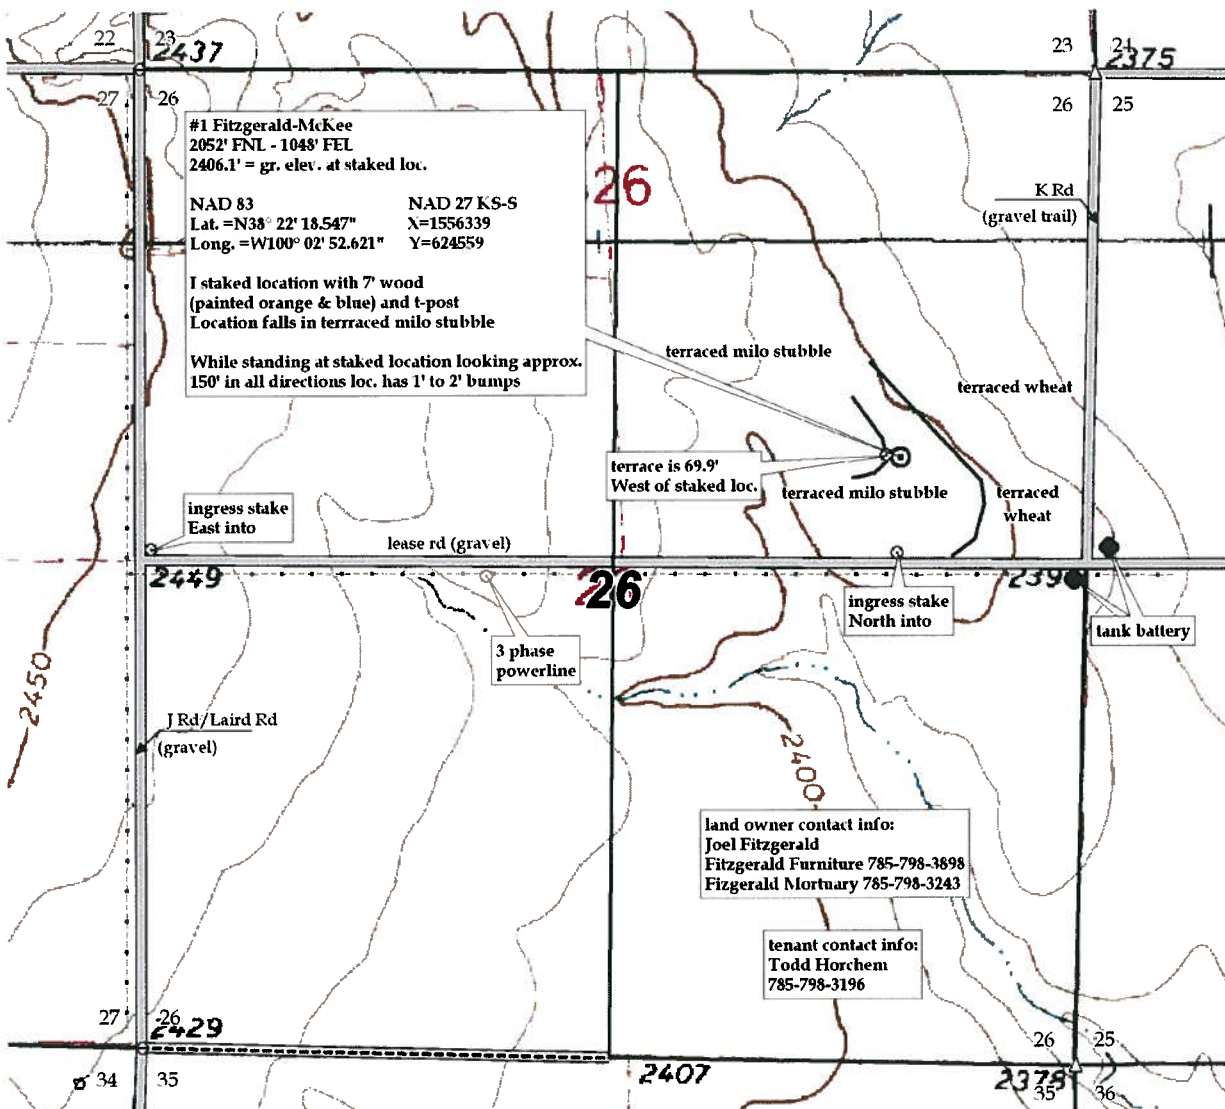 22
23
2437
23
24
2375
27
26
26
25
#1 Fitzgerald-McKee
2052' FNL - 1048' FEL
2406.1' = gr. elev. at staked loc.
NAD 83 NAD 27 KS-S
Lat. =N38° 22' 18.547" X=1556339
Long. =W100° 02' 52.621" Y=624559
I staked location with 7' wood
(painted orange & blue) and t-post
Location falls in terrraced milo stubble
While standing at staked location looking approx.
150' in all directions loc. has 1' to 2' bumps
26
K Rd
(gravel trail)
terraced milo stubble
terraced wheat
terrace is 69.9'
West of staked loc.
terraced milo stubble
terraced
wheat
ingress stake
East into
lease rd (gravel)
2449
26
239
ingress stake
North into
tank battery
3 phase
powerline
2450
J Rd/Laird Rd
(gravel)
2400
land owner contact info:
Joel Fitzgerald
Fitzgerald Furniture 785-798-3898
Fizgerald Mortuary 785-798-3243
tenant contact info:
Todd Horchem
785-798-3196
27
26
2429
26
25
34
35
2407
2378
35
36